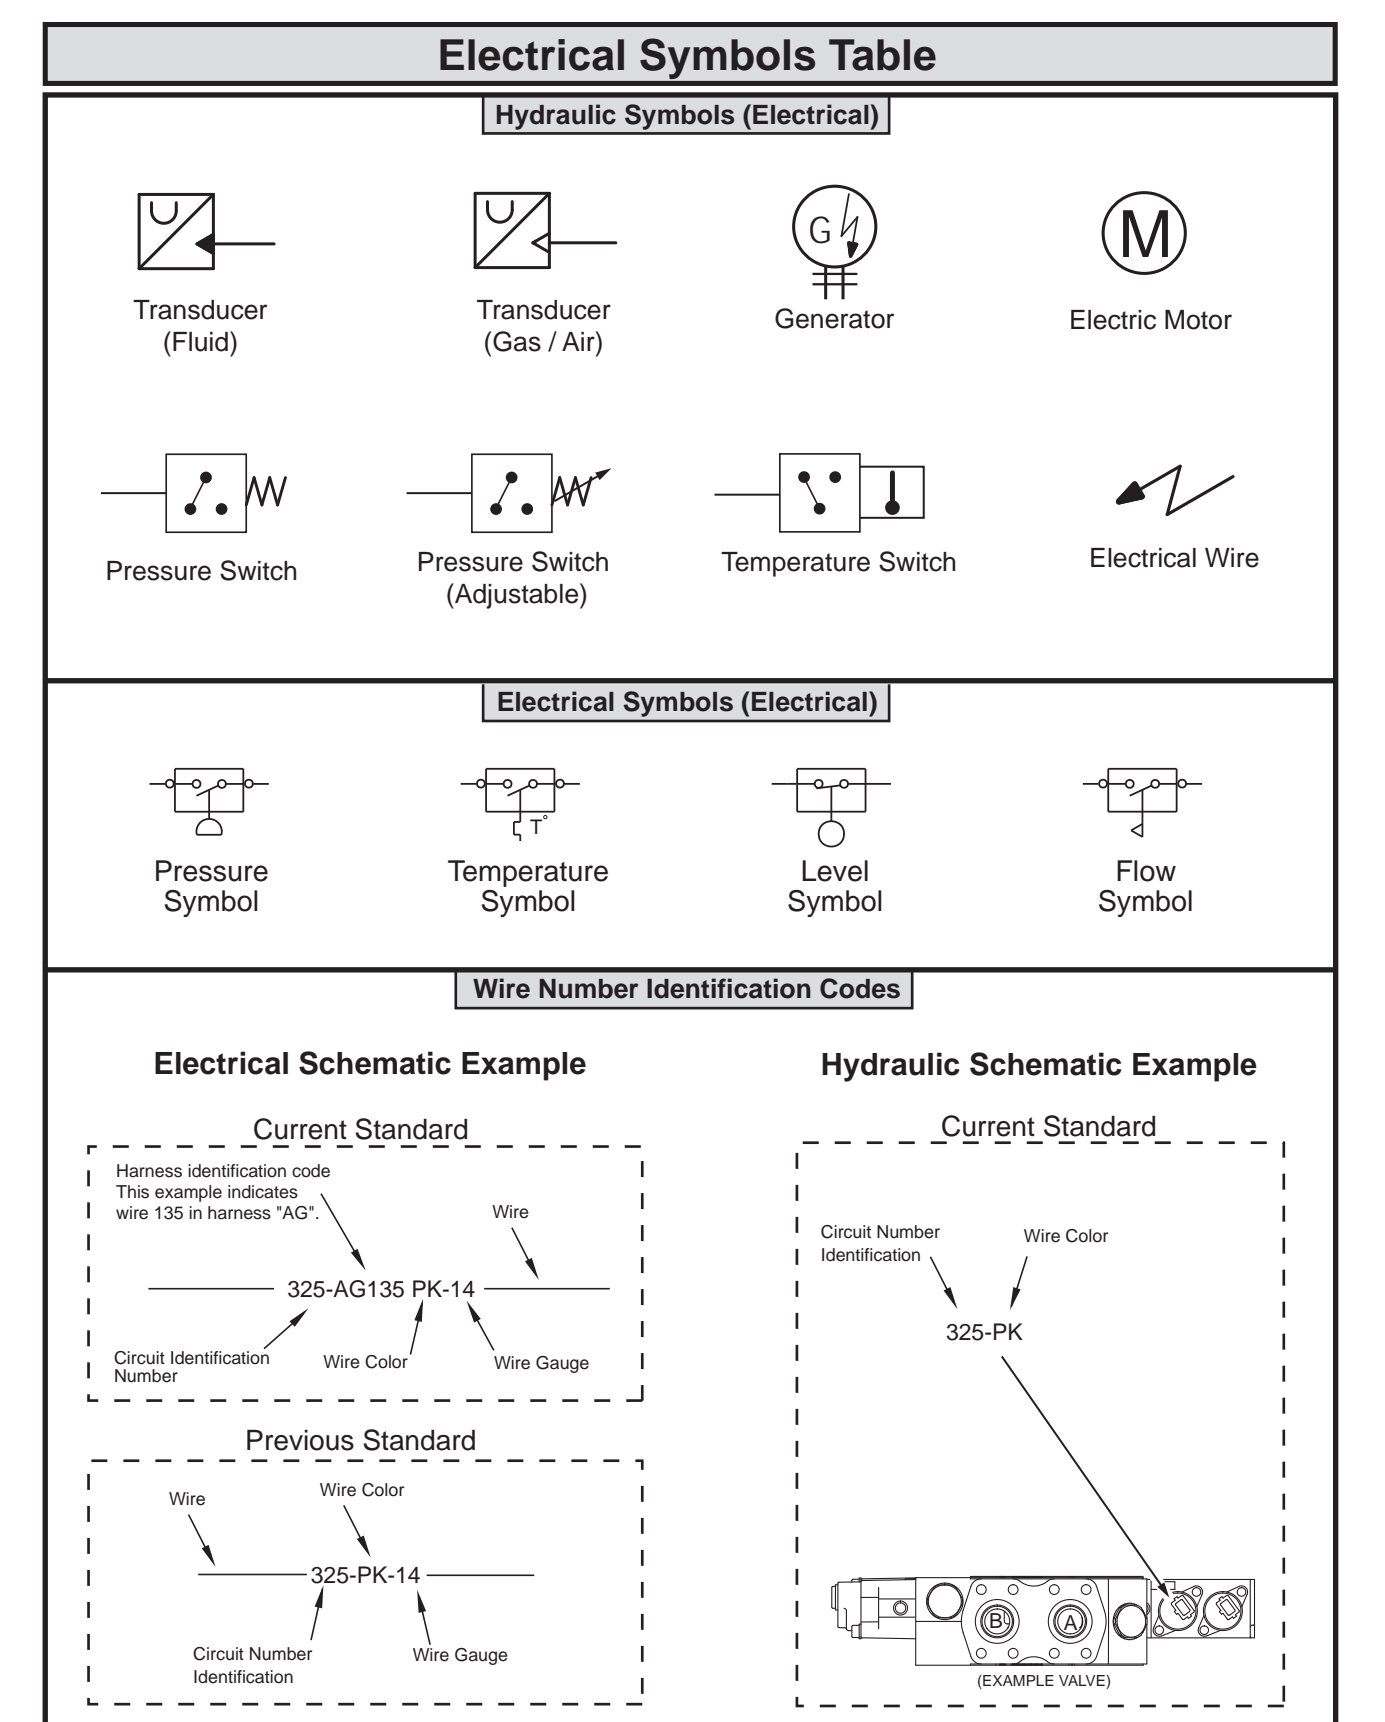 Electrical Symbols Table
Hydraulic Symbols (Electrical)
G
M
Transducer
(Fluid)
Transducer
(Gas / Air)
Generator
Electric Motor
Pressure Switch
Pressure Switch
(Adjustable)
Temperature Switch
Electrical Wire
Electrical Symbols (Electrical)
T°
Pressure
Symbol
Temperature
Symbol
Level
Symbol
Flow
Symbol
Wire Number Identification Codes
Electrical Schematic Example
Current Standard
Harness identification code
This example indicates
wire 135 in harness "AG".
Wire
325-AG135 PK-14
Circuit Identification
Number
Wire Color
Wire Gauge
Previous Standard
Wire
Wire Color
325-PK-14
Circuit Number
Identification
Wire Gauge
Hydraulic Schematic Example
Current Standard
Circuit Number
Identification
Wire Color
325-PK
B
A
(EXAMPLE VALVE)